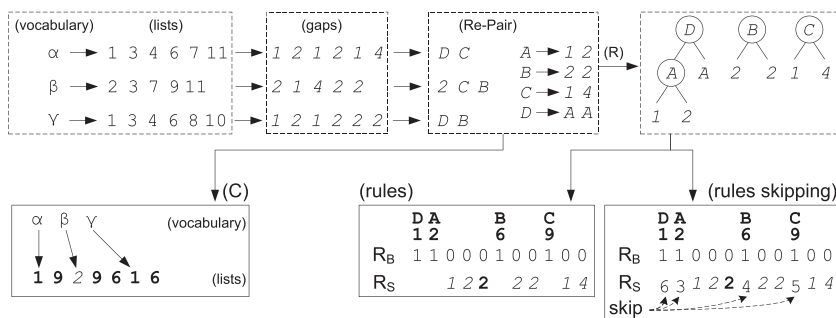 (vocabulary) (lists) (gaps) (Re-Pair) (R)
α 1 3 4 6 7 11 1 2 1 2 1 4 D C A 1 2
β 2 3 7 9 11 2 1 4 2 2 2 C B B 2 2
C 1 4
γ 1 3 4 6 8 10 1 2 1 2 2 2 D B D A A
D B C
A A 2 2 1 4
1 2
(C) (rules) (rules skipping)
α β γ (vocabulary)
1 9 2 9 6 1 6 (lists)
D A B C
1 2 6 9
R_B 1 1 0 0 0 1 0 0 1 0 0
R_S 1 2 2 2 2 1 4
D A B C
1 2 6 9
R_B 1 1 0 0 0 1 0 0 1 0 0
R_S 6 3 1 2 2 4 2 2 5 1 4
skip